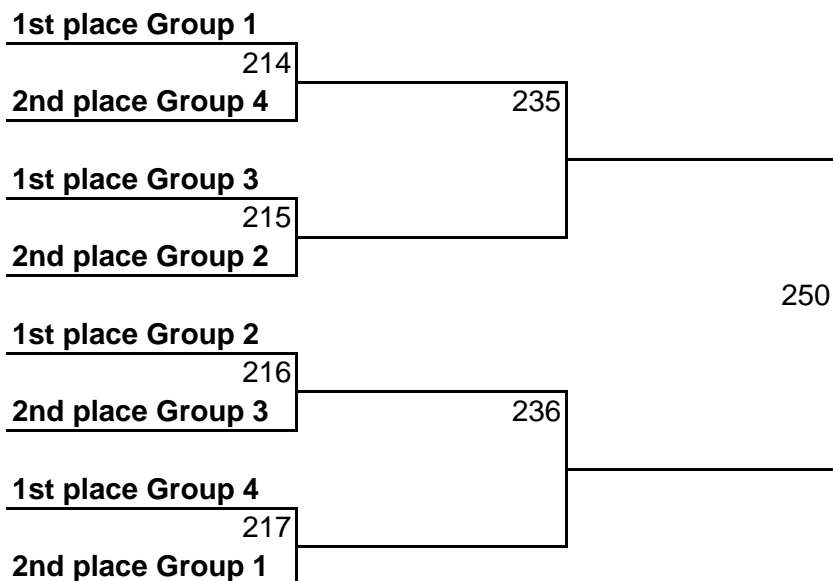 1st place Group 1
214
2nd place Group 4
235
1st place Group 3
215
2nd place Group 2
250
1st place Group 2
216
2nd place Group 3
236
1st place Group 4
217
2nd place Group 1